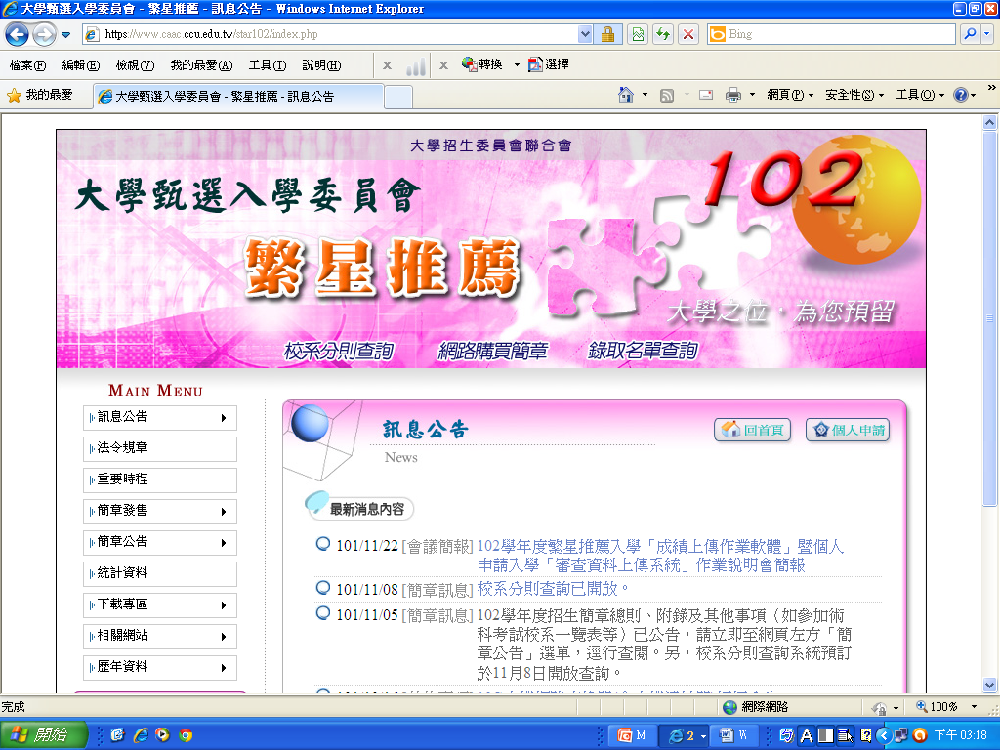 大學甄選入學委員會 - 繁星推薦 - 訊息公告 - Windows Internet Explorer
https://www.caac.ccu.edu.tw/star102/index.php
Bing
檔案(F) 編輯(E) 檢視(V) 我的最愛(A) 工具(T) 說明(H)
轉換 選擇
我的最愛
大學甄選入學委員會 - 繁星推薦 - 訊息公告
網頁(P) 安全性(S) 工具(O)
大學招生委員會聯合會
大學甄選入學委員會
102
繁星推薦
大學之位，為您預留
校系分則查詢 網路購買簡章 錄取名單查詢
MAIN MENU
訊息公告
法令規章
重要時程
簡章發售
簡章公告
統計資料
下載專區
相關網站
歷年資料
訊息公告
News
回首頁 個人申請
最新消息內容
101/11/22 [會議簡報] 102學年度繁星推薦入學「成績上傳作業軟體」暨個人
申請入學「審查資料上傳系統」作業說明會簡報
101/11/08 [簡章訊息] 校系分則查詢已開放。
101/11/05 [簡章訊息] 102學年度招生簡章總則、附錄及其他事項（如參加術
科考試校系一覽表等）已公告，請立即至網頁左方「簡
章公告」選單，逕行查閱。另，校系分則查詢系統預訂
於11月8日開放查詢。
完成
網際網路
100%
開始
M
2
W
A
下午 03:18